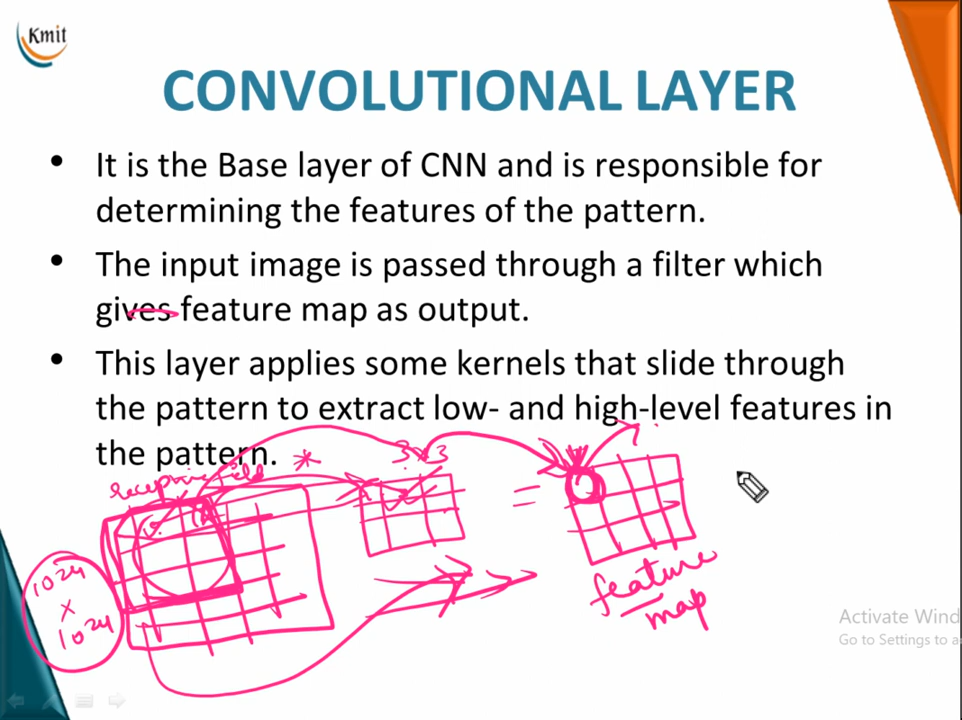 Kmit
CONVOLUTIONAL LAYER
• It is the Base layer of CNN and is responsible for
determining the features of the pattern.
• The input image is passed through a filter which
gives feature map as output.
• This layer applies some kernels that slide through
the pattern to extract low- and high-level features in
the pattern.
receptive field
*
3x3
=
1024
x
1024
feature
map
Activate Wind
Go to Settings to a